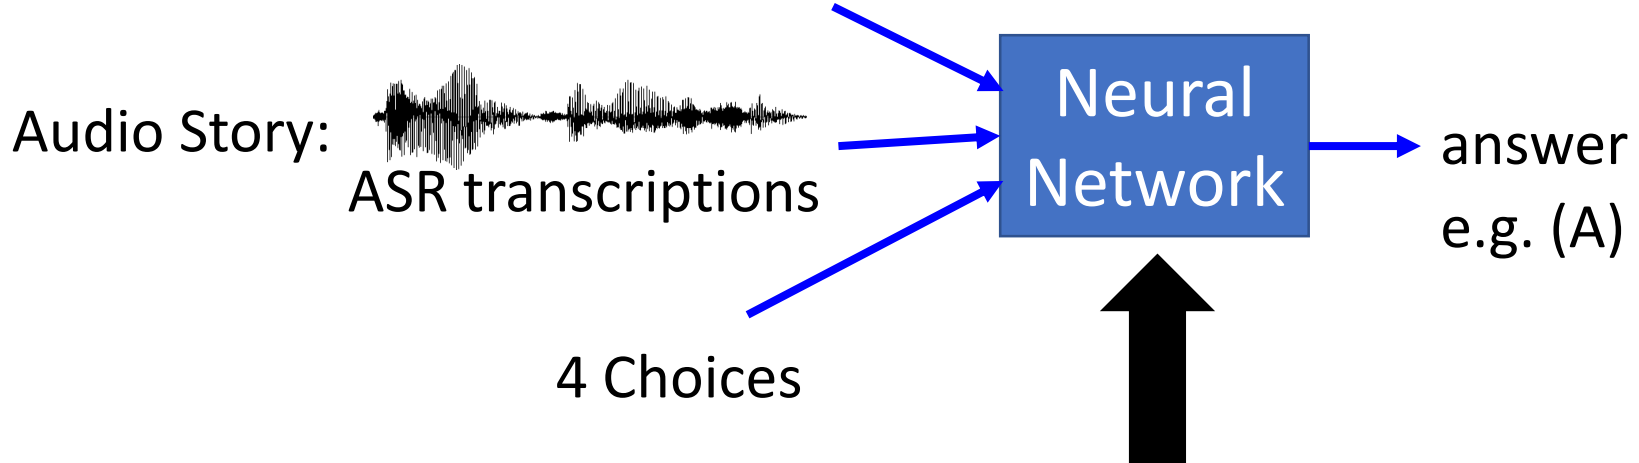 Audio Story:
ASR transcriptions
4 Choices
Neural
Network
answer
e.g. (A)